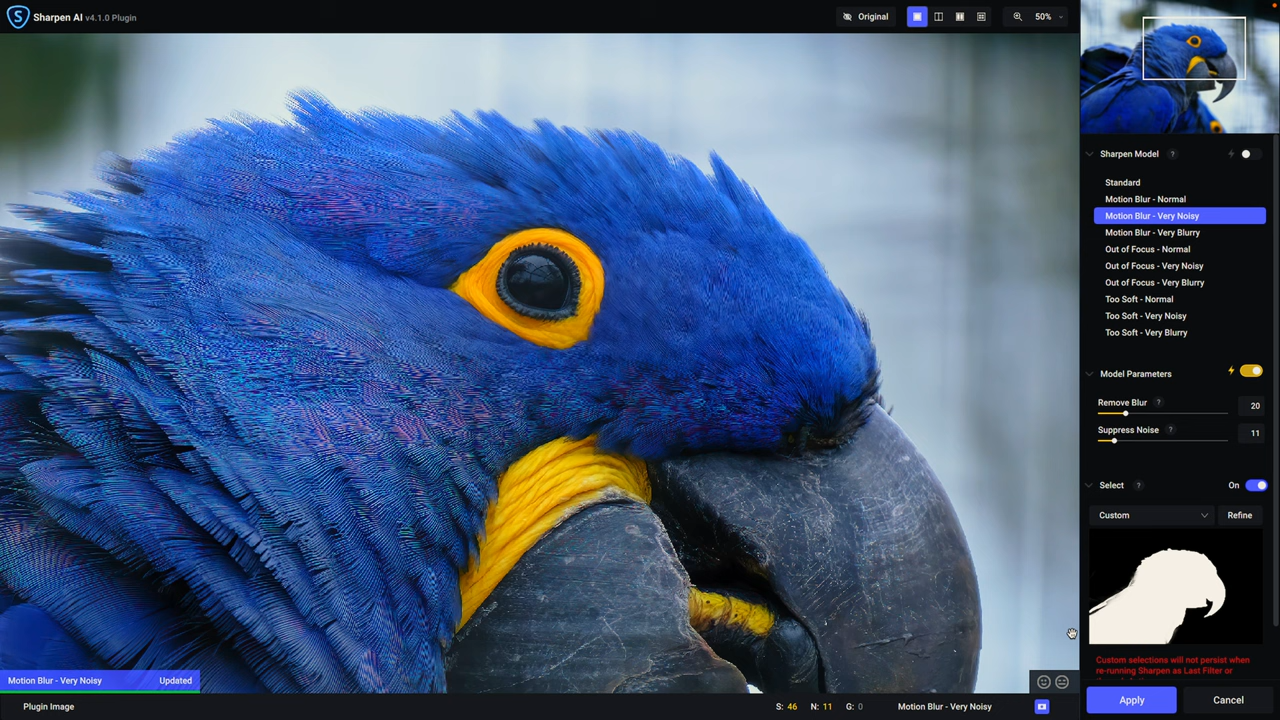 Sharpen AI v4.1.0 Plugin
Original
50%
Sharpen Model ?
Standard
Motion Blur - Normal
Motion Blur - Very Noisy
Motion Blur - Very Blurry
Out of Focus - Normal
Out of Focus - Very Noisy
Out of Focus - Very Blurry
Too Soft - Normal
Too Soft - Very Noisy
Too Soft - Very Blurry
Model Parameters
Remove Blur ? 20
Suppress Noise ? 11
Select ? On
Custom Refine
Custom selections will not persist when
re-running Sharpen as Last Filter or
Motion Blur - Very Noisy Updated
Apply Cancel
Plugin Image S: 46 N: 11 G: 0 Motion Blur - Very Noisy